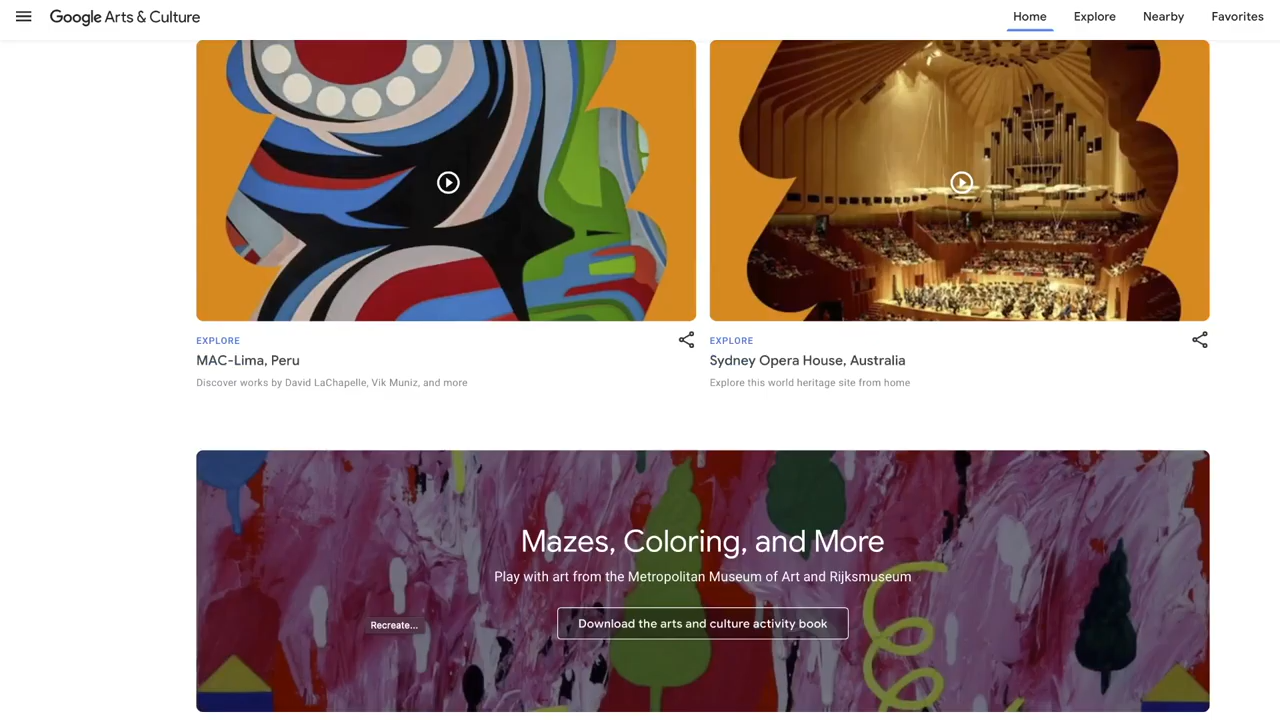 Google Arts & Culture
Home Explore Nearby Favorites
EXPLORE
MAC-Lima, Peru
Discover works by David LaChapelle, Vik Muniz, and more
EXPLORE
Sydney Opera House, Australia
Explore this world heritage site from home
Mazes, Coloring, and More
Play with art from the Metropolitan Museum of Art and Rijksmuseum
Recreate...
Download the arts and culture activity book